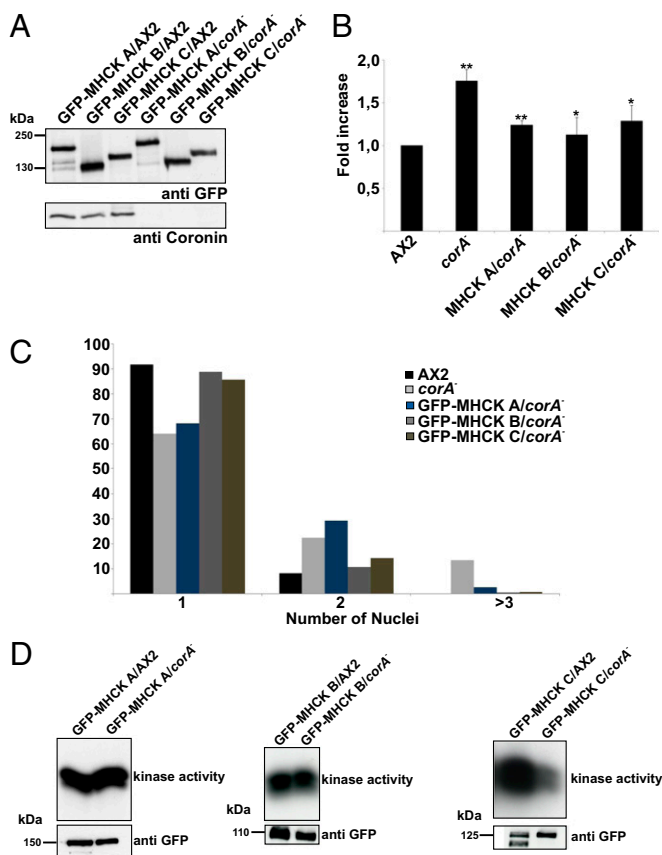 A
GFP-MHCK A/AX2
GFP-MHCK B/AX2
GFP-MHCK C/AX2
GFP-MHCK A/corA-
GFP-MHCK B/corA-
GFP-MHCK C/corA-
kDa
250
130
anti GFP
anti Coronin
B
Fold increase
2,0
1,5
1,0
0,5
**
**
*
*
AX2
corA-
MHCK A/corA-
MHCK B/corA-
MHCK C/corA-
C
100
90
80
70
60
50
40
30
20
10
1
2
>3
Number of Nuclei
AX2
corA-
GFP-MHCK A/corA-
GFP-MHCK B/corA-
GFP-MHCK C/corA-
D
GFP-MHCK A/AX2
GFP-MHCK A/corA-
kinase activity
kDa
150
anti GFP
GFP-MHCK B/AX2
GFP-MHCK B/corA-
kinase activity
kDa
110
anti GFP
GFP-MHCK C/AX2
GFP-MHCK C/corA-
kinase activity
kDa
125
anti GFP